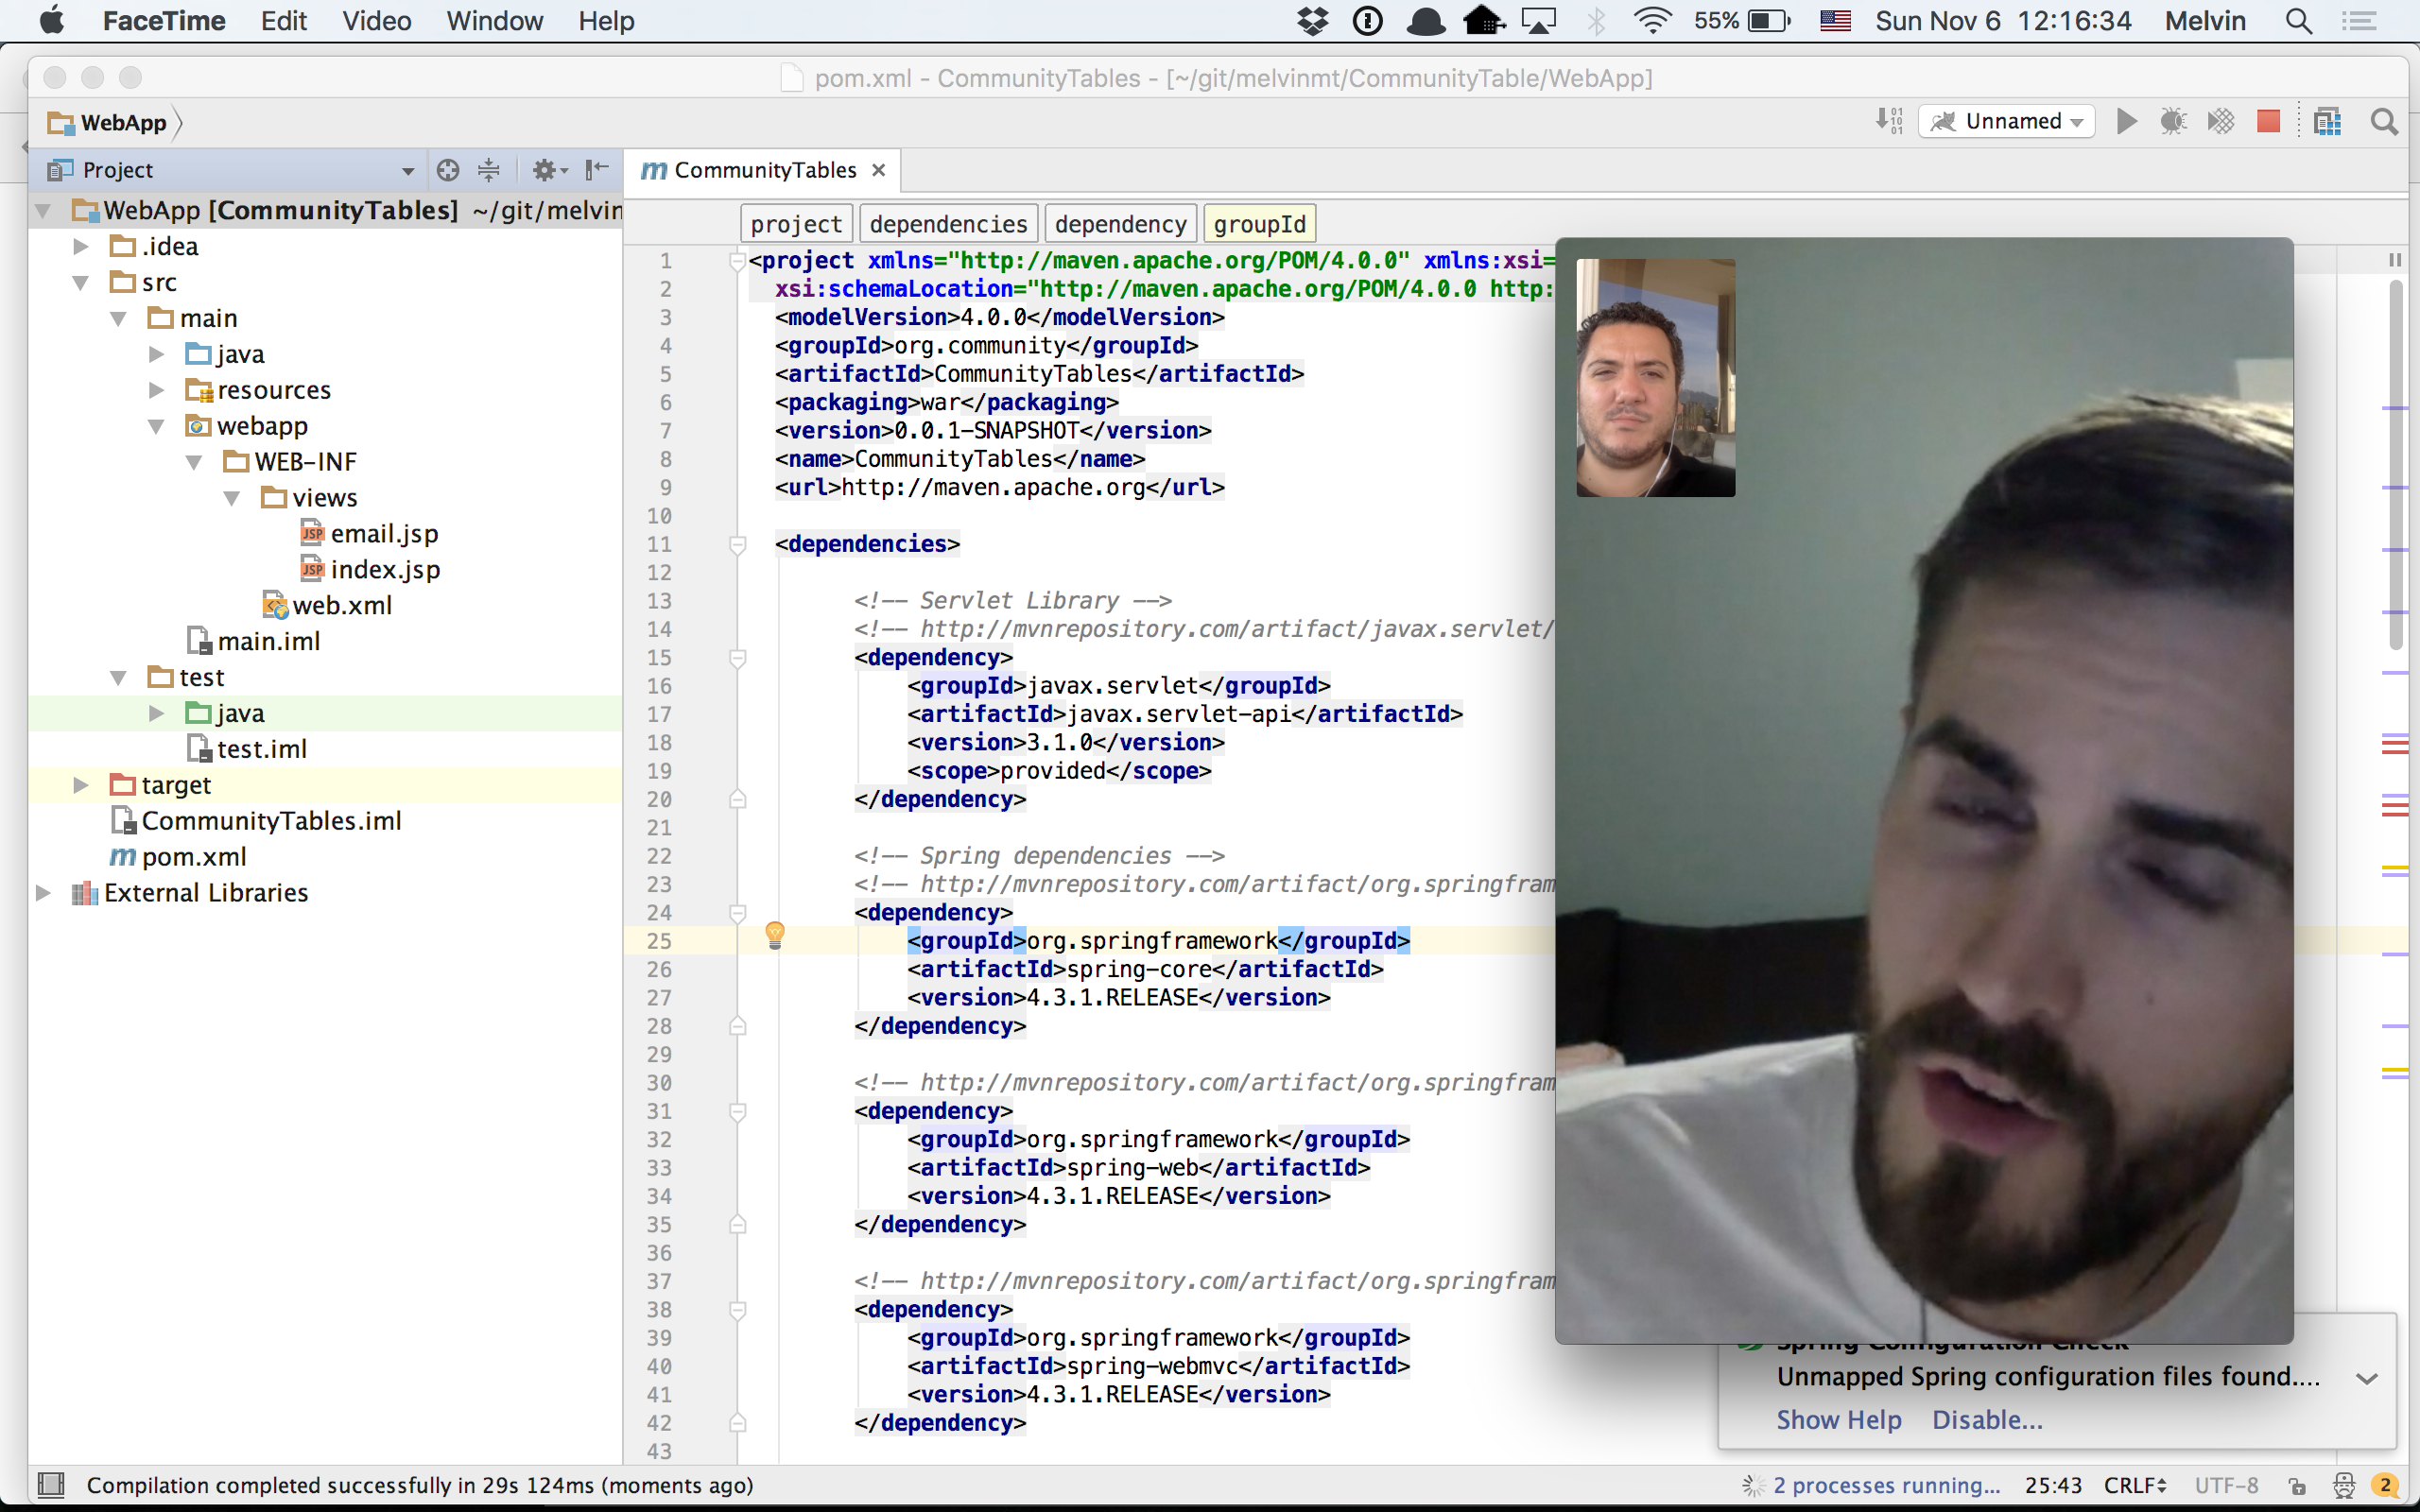 FaceTime Edit Video Window Help 55% Sun Nov 6 12:16:34 Melvin
pom.xml - CommunityTables - [~/git/melvinmt/CommunityTable/WebApp]
WebApp Unnamed
Project
CommunityTables
WebApp [CommunityTables] ~/git/melvin
.idea
src
main
java
resources
webapp
WEB-INF
views
email.jsp
index.jsp
web.xml
main.iml
test
java
test.iml
target
CommunityTables.iml
pom.xml
External Libraries
project dependencies dependency groupId
1 <project xmlns="http://maven.apache.org/POM/4.0.0" xmlns:xsi=
2 xsi:schemaLocation="http://maven.apache.org/POM/4.0.0 http:
3 <modelVersion>4.0.0</modelVersion>
4 <groupId>org.community</groupId>
5 <artifactId>CommunityTables</artifactId>
6 <packaging>war</packaging>
7 <version>0.0.1-SNAPSHOT</version>
8 <name>CommunityTables</name>
9 <url>http://maven.apache.org</url>
10
11 <dependencies>
12
13 <!-- Servlet Library -->
14 <!-- http://mvnrepository.com/artifact/javax.servlet/
15 <dependency>
16 <groupId>javax.servlet</groupId>
17 <artifactId>javax.servlet-api</artifactId>
18 <version>3.1.0</version>
19 <scope>provided</scope>
20 </dependency>
21
22 <!-- Spring dependencies -->
23 <!-- http://mvnrepository.com/artifact/org.springfram
24 <dependency>
25 <groupId>org.springframework</groupId>
26 <artifactId>spring-core</artifactId>
27 <version>4.3.1.RELEASE</version>
28 </dependency>
29
30 <!-- http://mvnrepository.com/artifact/org.springfram
31 <dependency>
32 <groupId>org.springframework</groupId>
33 <artifactId>spring-web</artifactId>
34 <version>4.3.1.RELEASE</version>
35 </dependency>
36
37 <!-- http://mvnrepository.com/artifact/org.springfram
38 <dependency>
39 <groupId>org.springframework</groupId>
40 <artifactId>spring-webmvc</artifactId>
41 <version>4.3.1.RELEASE</version>
42 </dependency>
43
Spring Configuration Check
Unmapped Spring configuration files found....
Show Help Disable...
Compilation completed successfully in 29s 124ms (moments ago) 2 processes running... 25:43 CRLF UTF-8 2